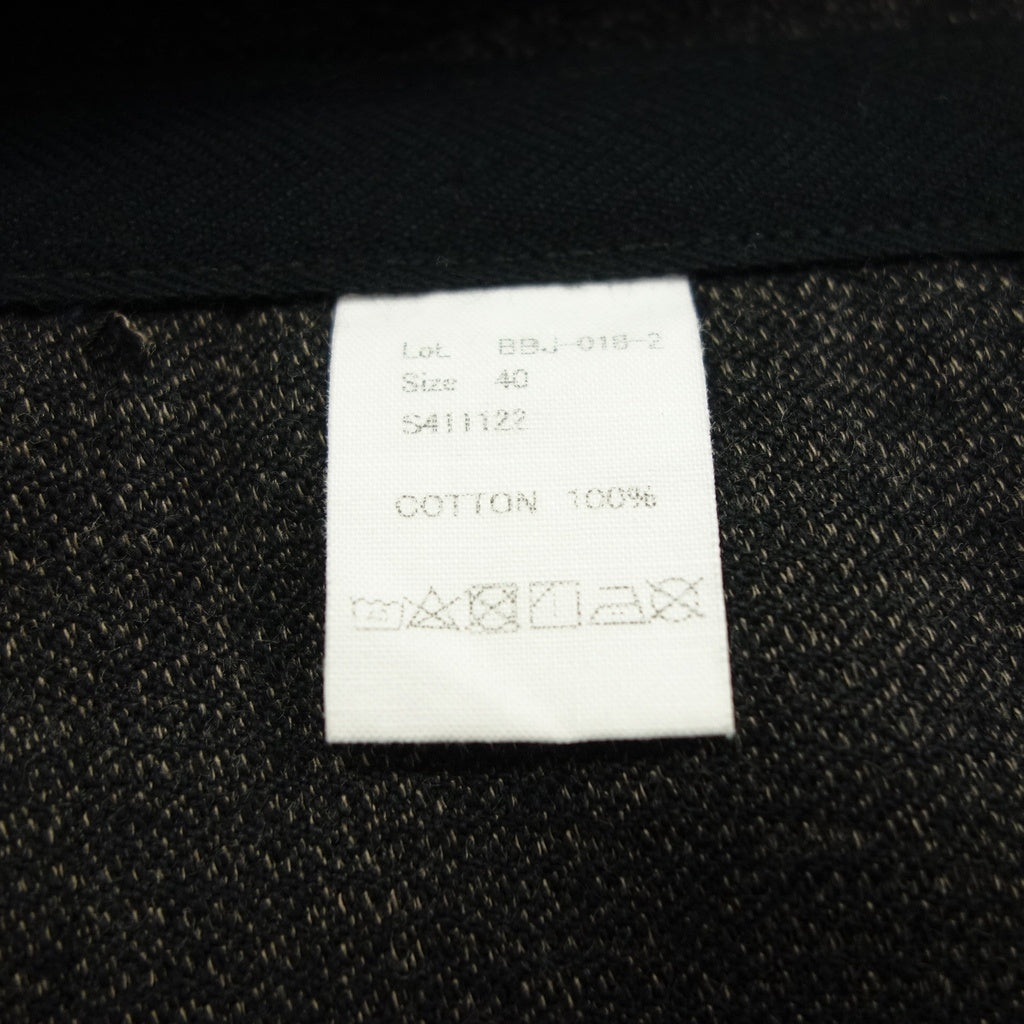 Lot. BBJ-018-2
Size 40
S411122
COTTON 100%